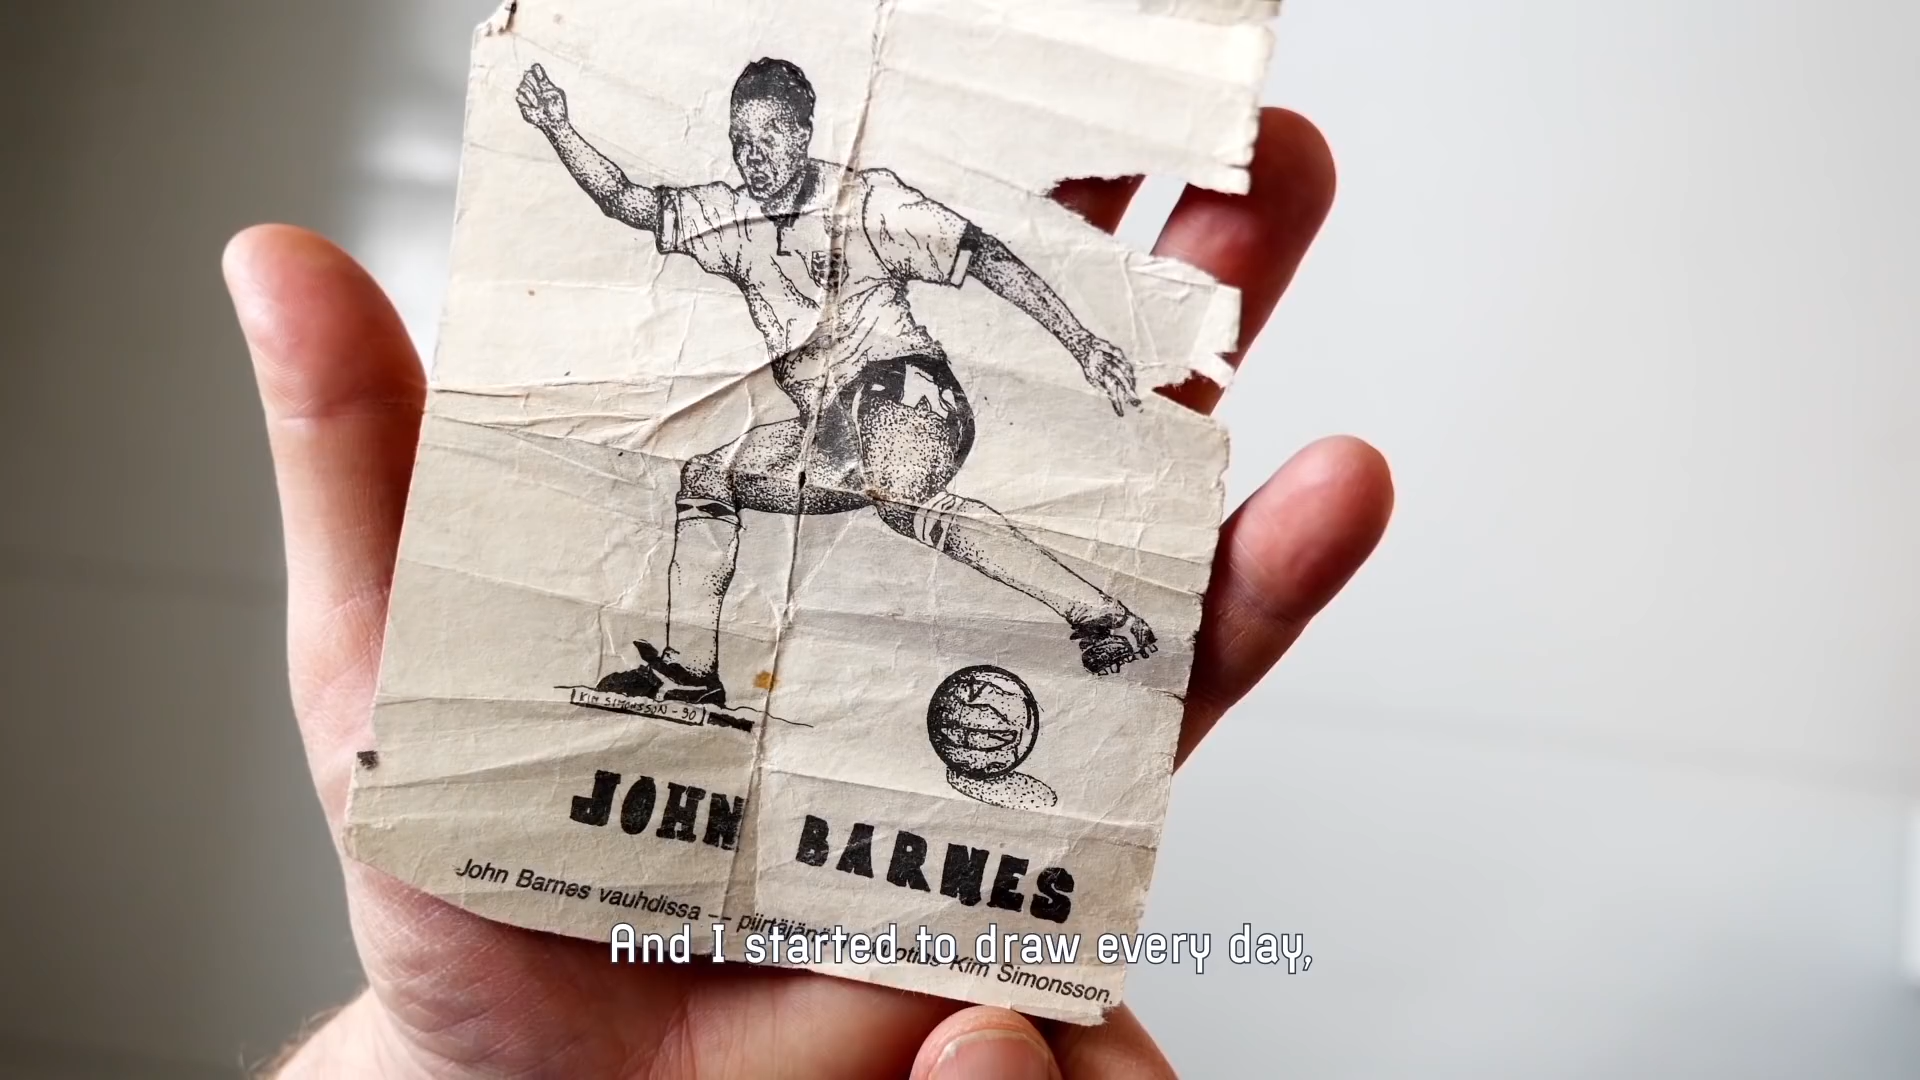 KIM SIMONSSON - 90
JOHN BARNES
John Barnes vauhdissa -- Kim Simonsson.
And I started to draw every day,